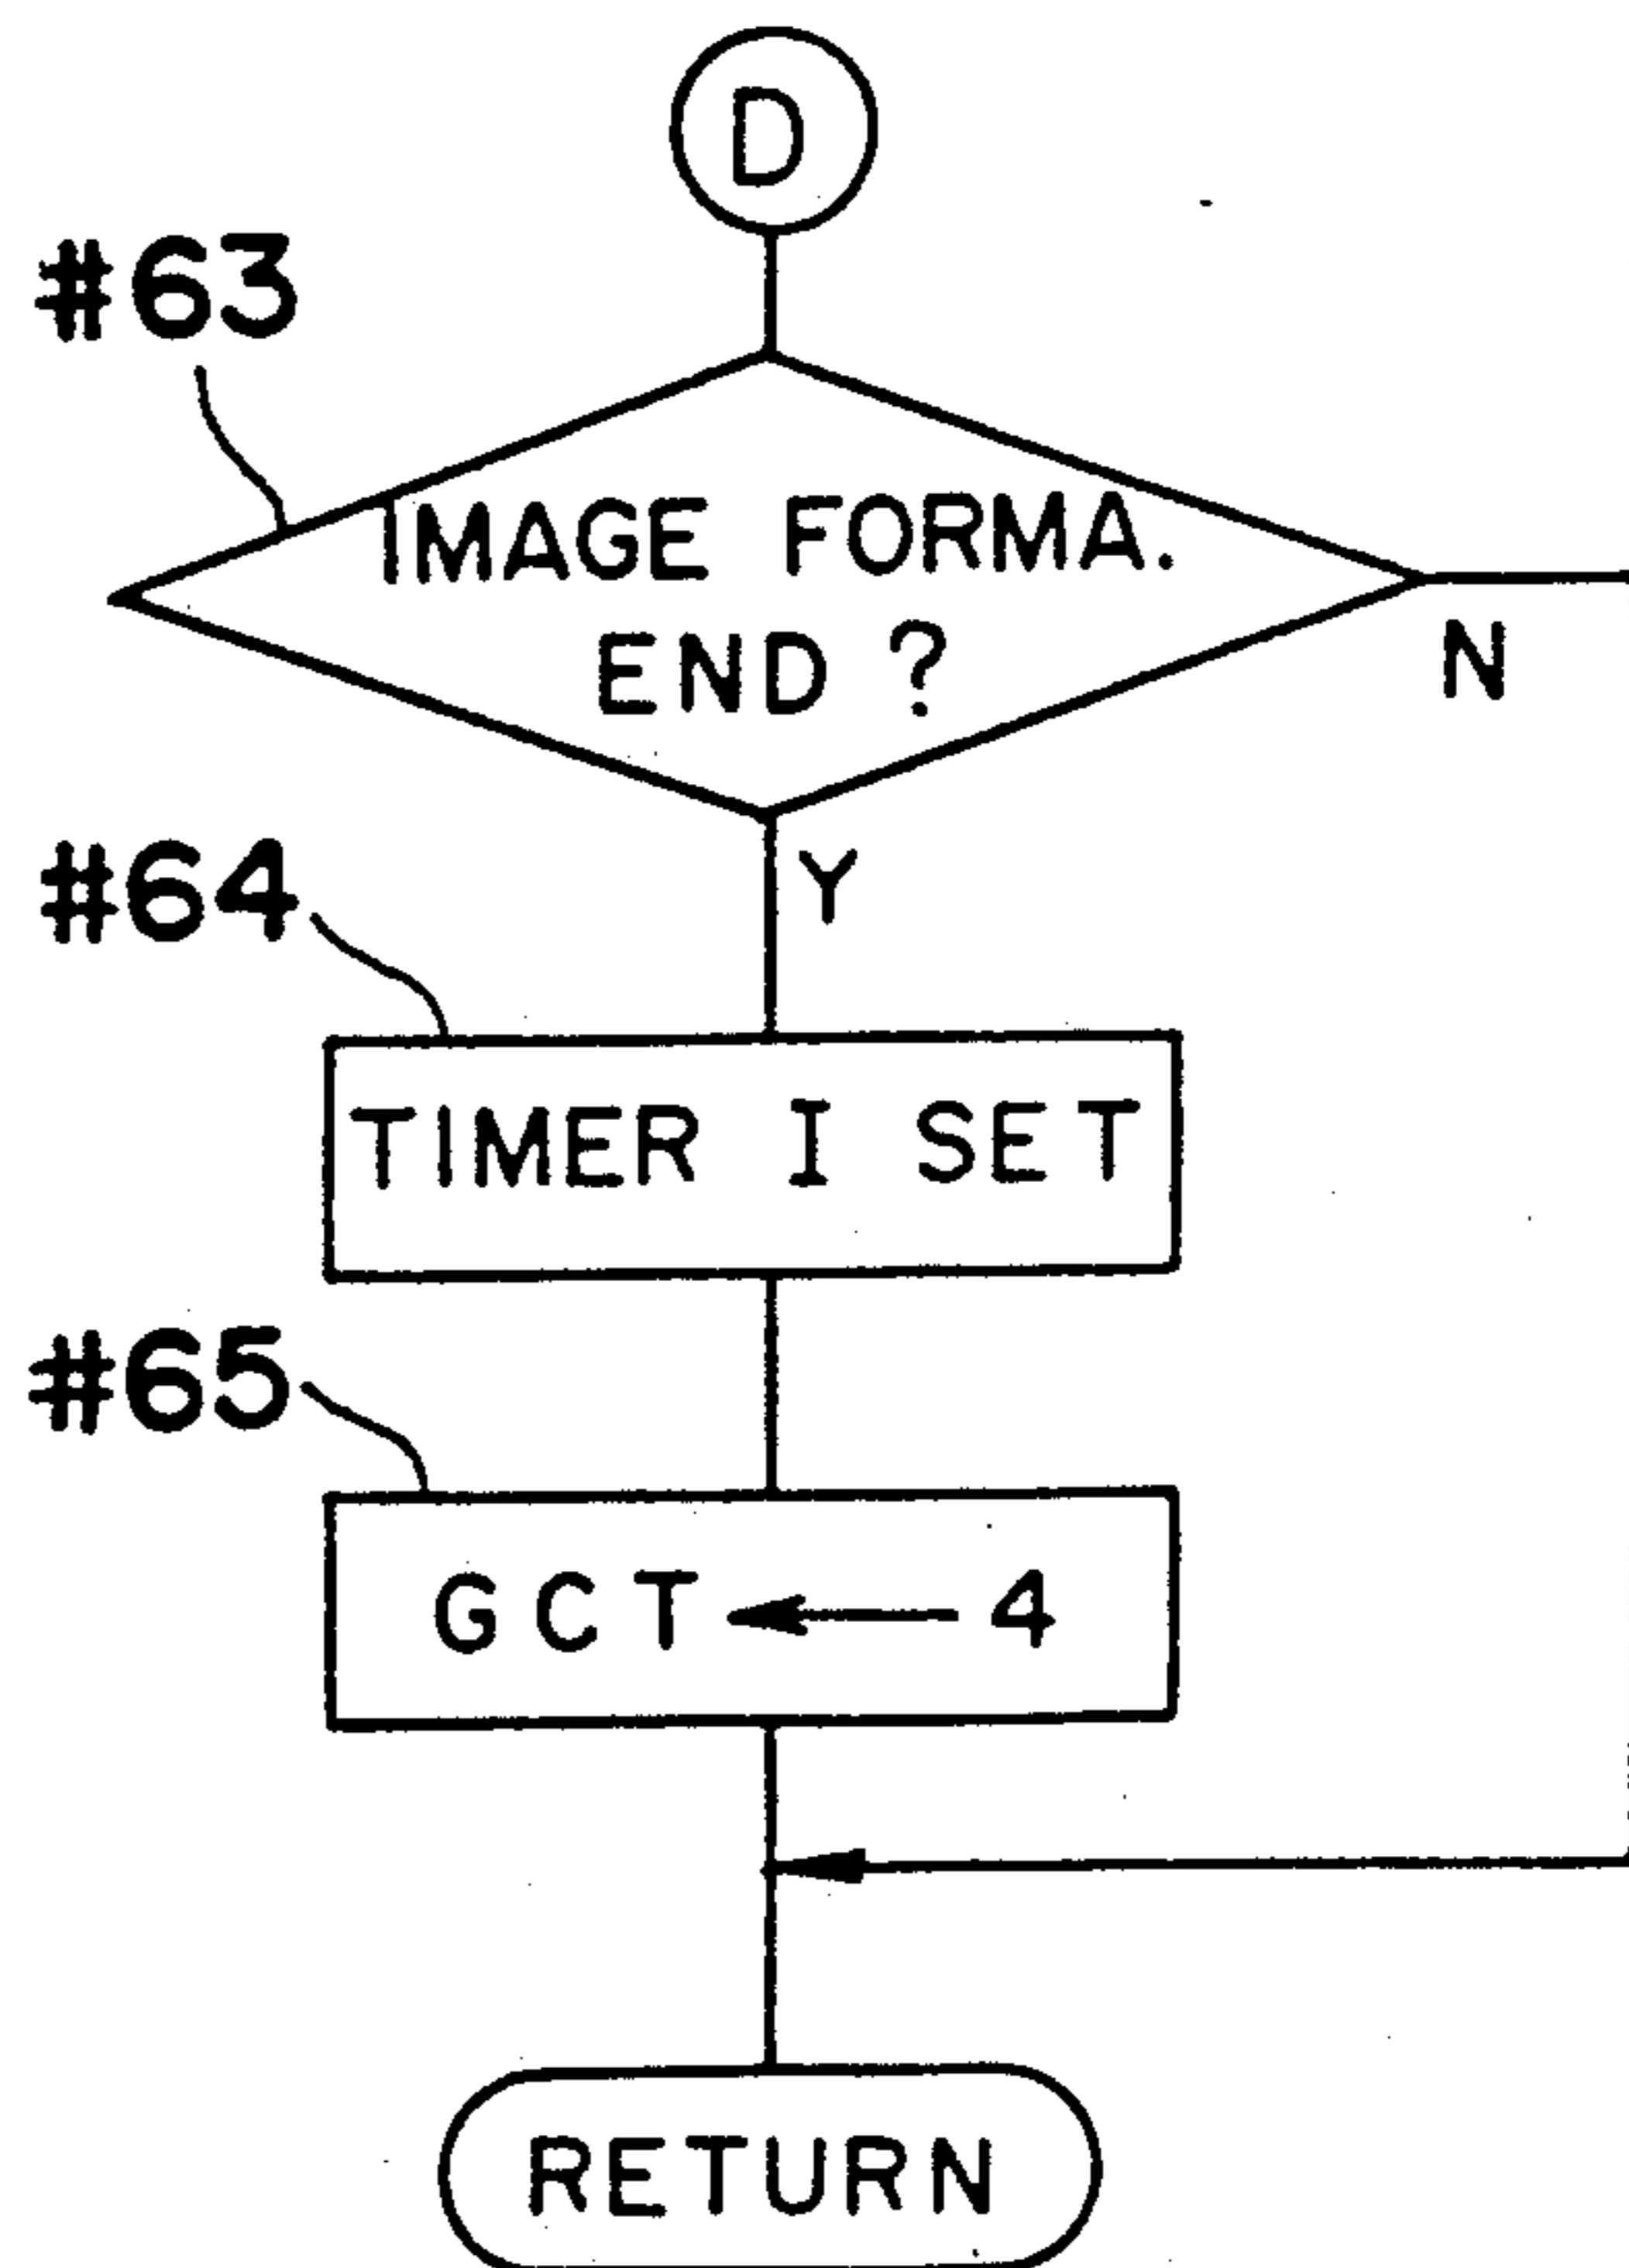 D
#63
IMAGE FORMA.
END ?
N
Y
#64
TIMER I SET
#65
GCT ← 4
RETURN